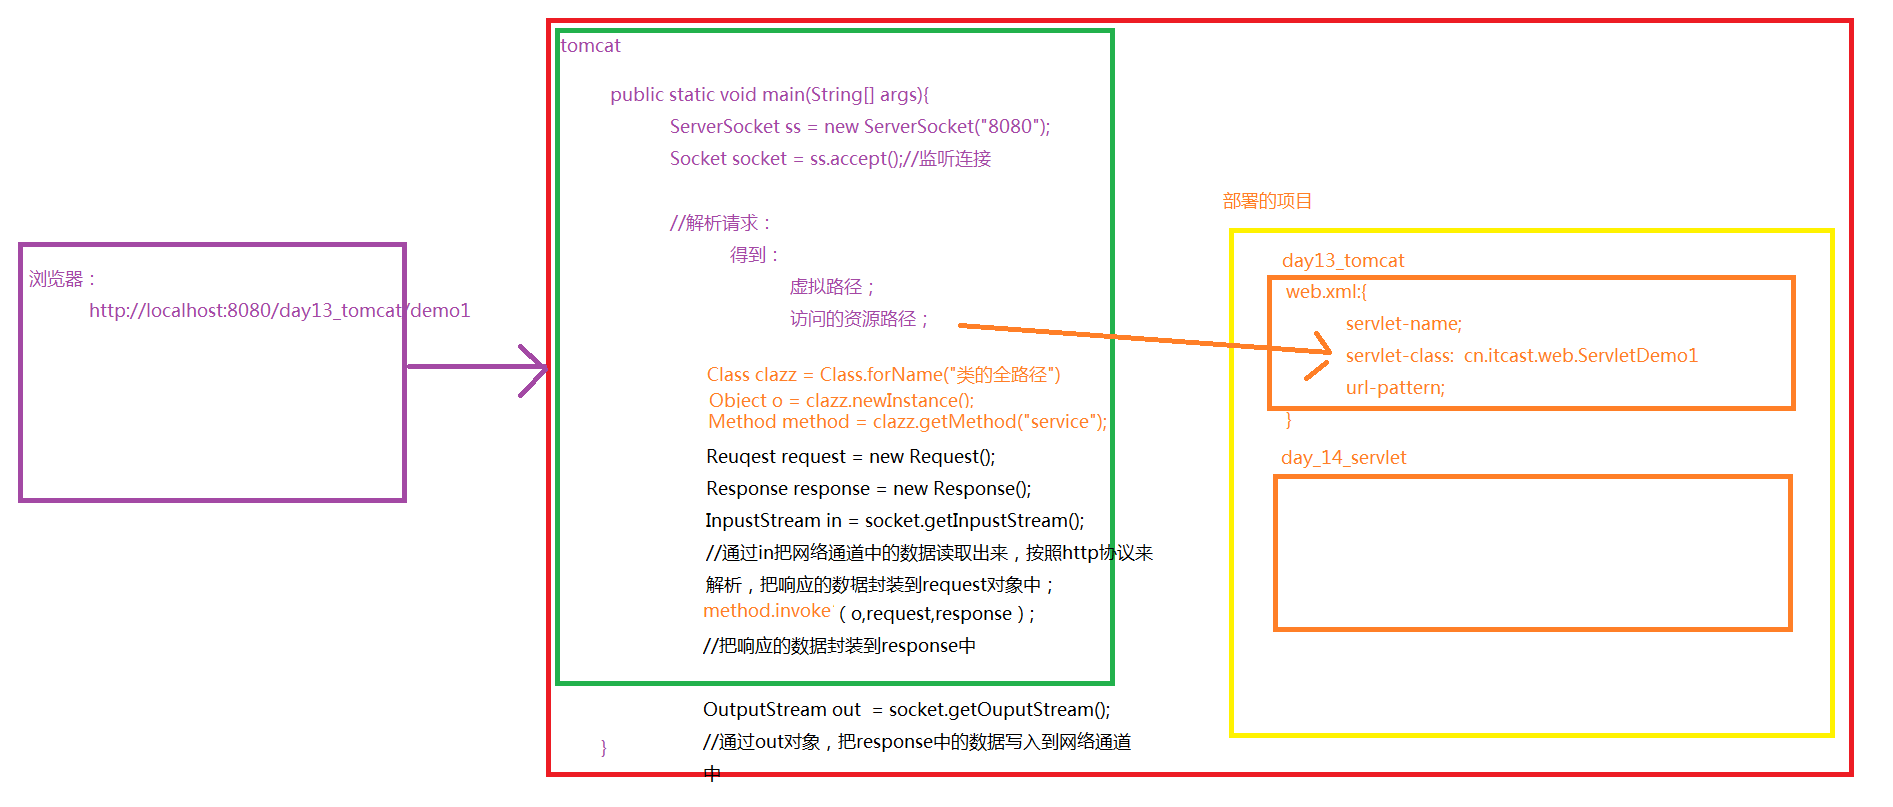 浏览器：
http://localhost:8080/day13_tomcat/demo1
tomcat
public static void main(String[] args){
ServerSocket ss = new ServerSocket("8080");
Socket socket = ss.accept();//监听连接
//解析请求：
得到：
虚拟路径；
访问的资源路径；
Class clazz = Class.forName("类的全路径")
Object o = clazz.newInstance();
Method method = clazz.getMethod("service");
Reuqest request = new Request();
Response response = new Response();
InpustStream in = socket.getInpustStream();
//通过in把网络通道中的数据读取出来，按照http协议来
解析，把响应的数据封装到request对象中；
method.invoke（o,request,response）;
//把响应的数据封装到response中
OutputStream out  = socket.getOuputStream();
//通过out对象，把response中的数据写入到网络通道
中
}
部署的项目
day13_tomcat
web.xml:{
servlet-name;
servlet-class:  cn.itcast.web.ServletDemo1
url-pattern;
}
day_14_servlet